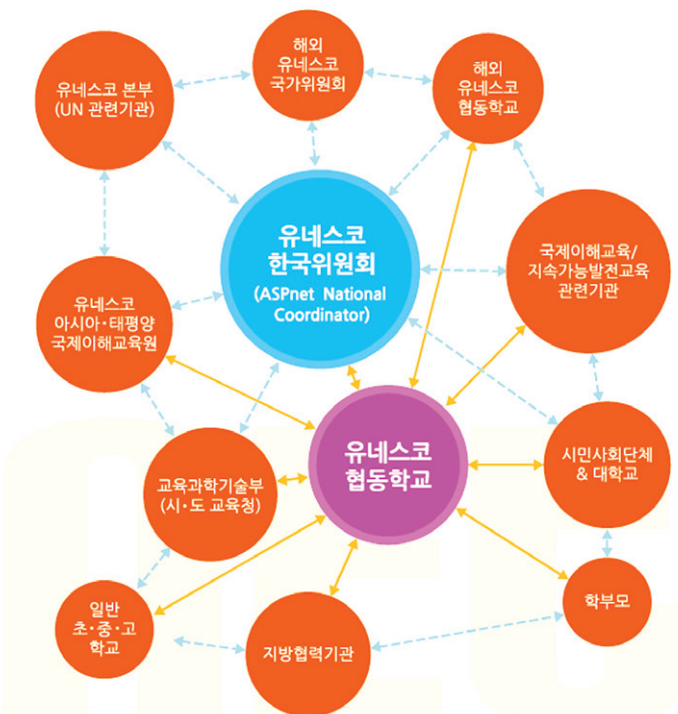 해외
유네스코
국가위원회
해외
유네스코
협동학교
유네스코 본부
(UN 관련기관)
유네스코
한국위원회
(ASPnet National
Coordinator)
국제이해교육/
지속가능발전교육
관련기관
유네스코
아시아·태평양
국제이해교육원
유네스코
협동학교
시민사회단체
& 대학교
교육과학기술부
(시·도 교육청)
일반
초·중·고
학교
지방협력기관
학부모